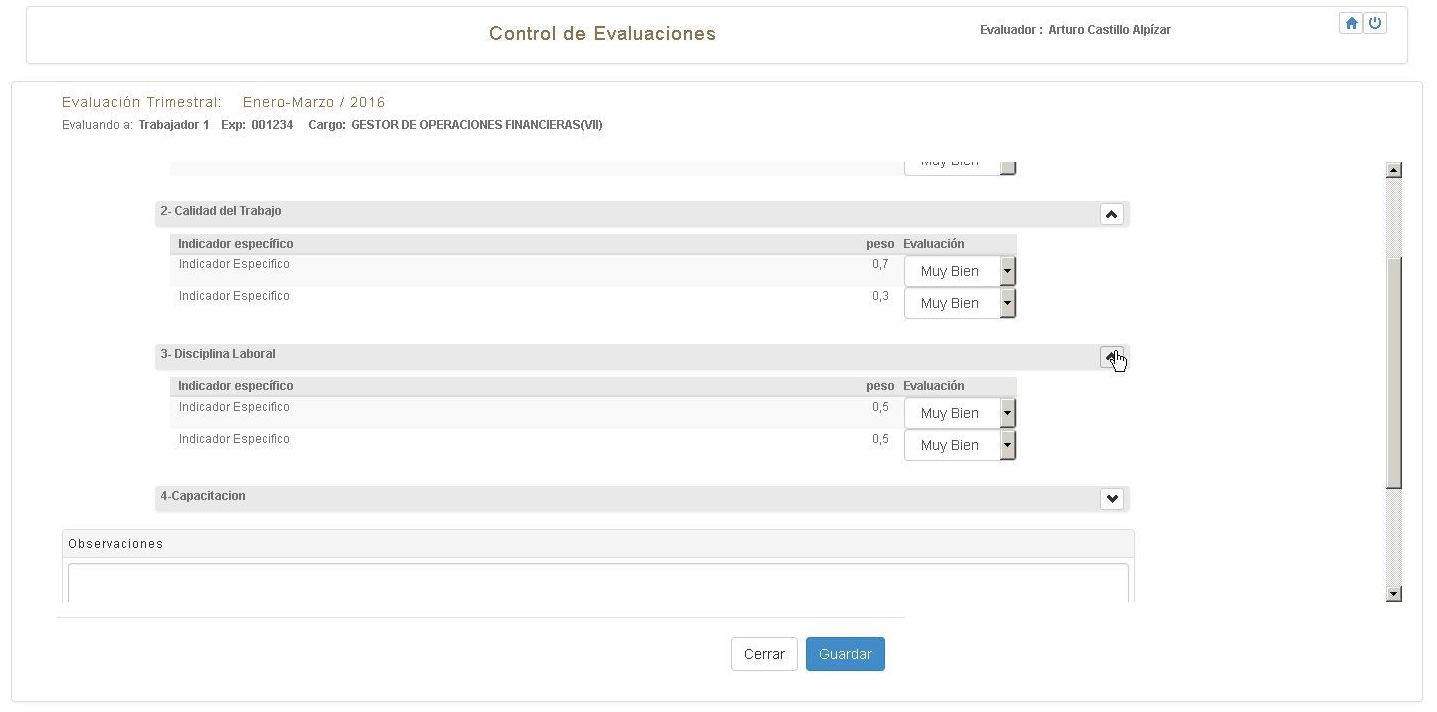 Control de Evaluaciones
Evaluador : Arturo Castillo Alpízar
Evaluación Trimestral: Enero-Marzo / 2016
Evaluando a: Trabajador 1 Exp: 001234 Cargo: GESTOR DE OPERACIONES FINANCIERAS(VII)
Muy Bien
2- Calidad del Trabajo
Indicador específico peso Evaluación
Indicador Especifico 0,7 Muy Bien
Indicador Especifico 0,3 Muy Bien
3- Disciplina Laboral
Indicador específico peso Evaluación
Indicador Especifico 0,5 Muy Bien
Indicador Especifico 0,5 Muy Bien
4-Capacitacion
Observaciones
Cerrar Guardar